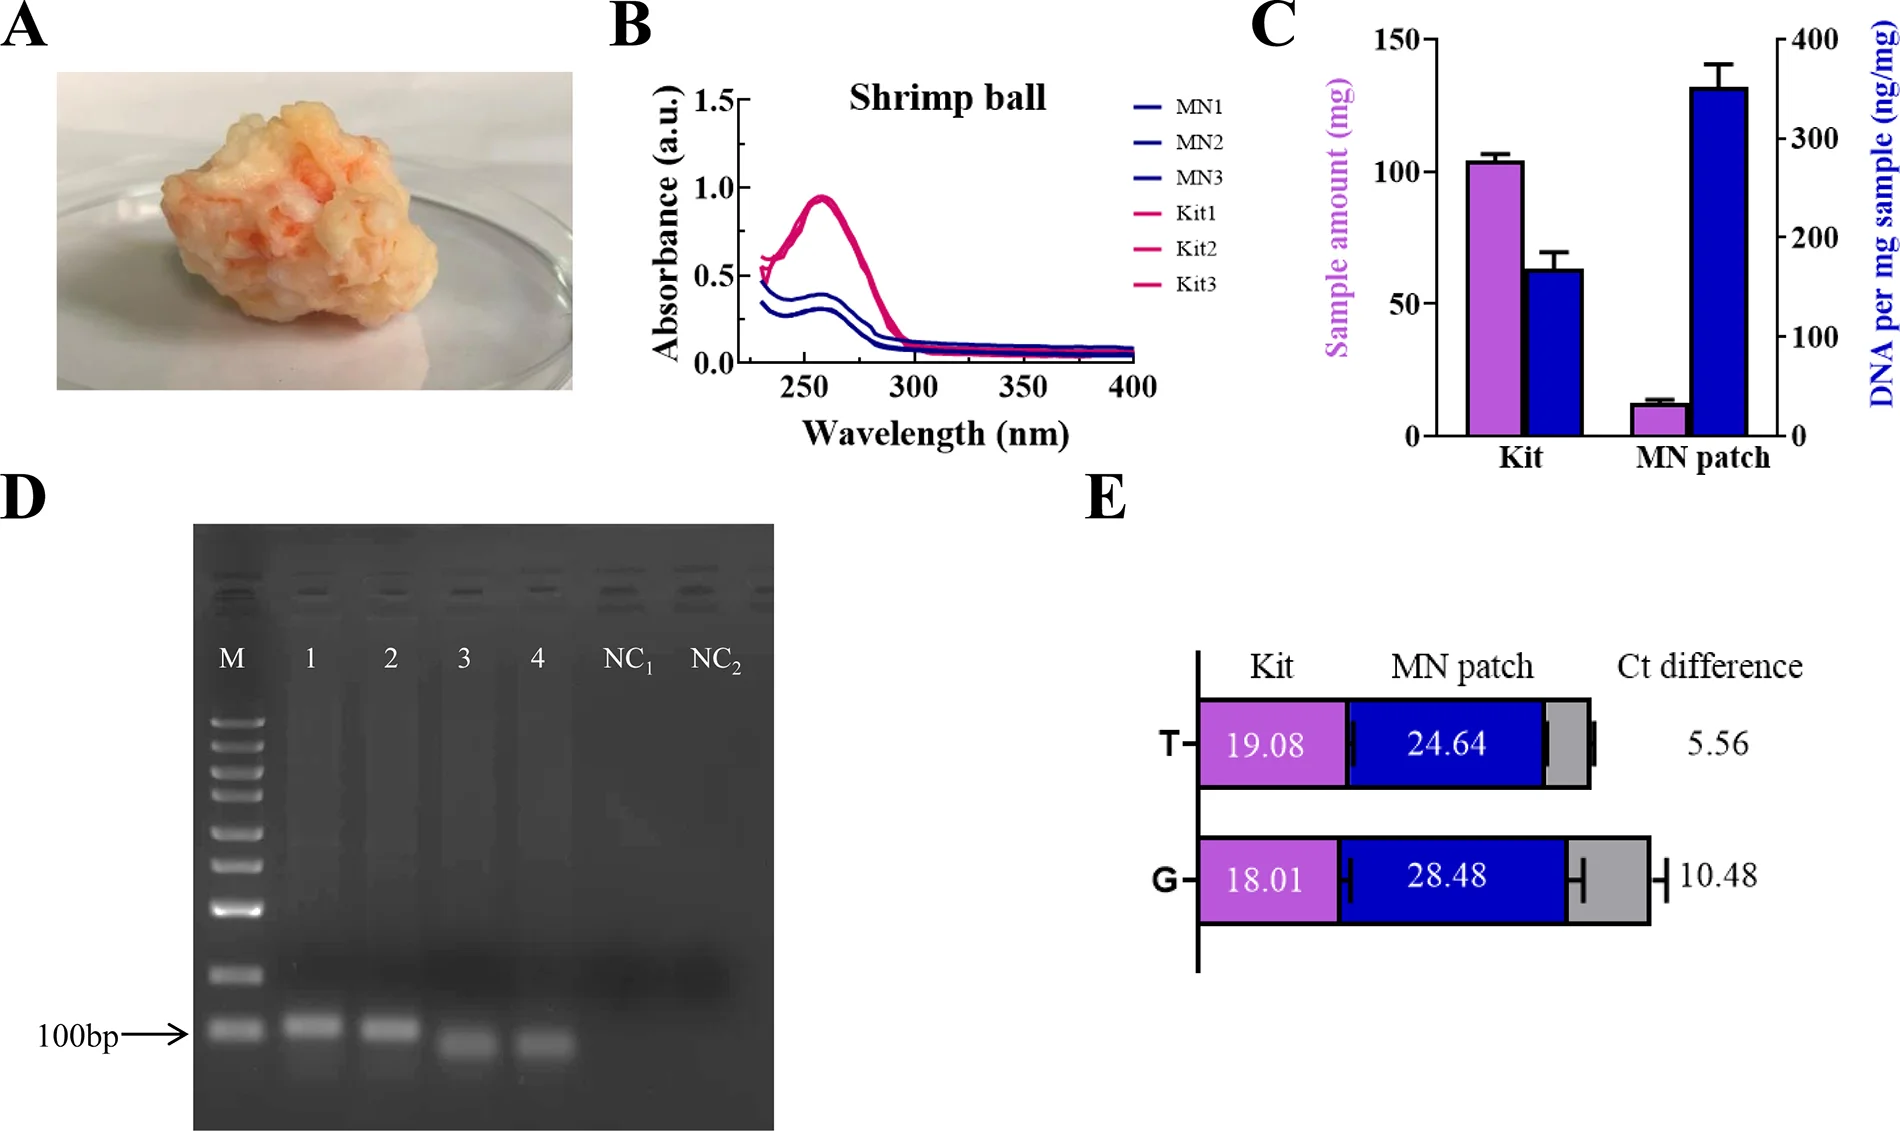 A
B
Shrimp ball
Absorbance (a.u.)
1.5
1.0
0.5
0.0
250 300 350 400
Wavelength (nm)
MN1
MN2
MN3
Kit1
Kit2
Kit3
C
Sample amount (mg)
150
100
50
0
400
300
200
100
0
DNA per mg sample (ng/mg)
Kit MN patch
D
M 1 2 3 4 NC1 NC2
100bp
E
Kit MN patch Ct difference
T 19.08 24.64 5.56
G 18.01 28.48 10.48